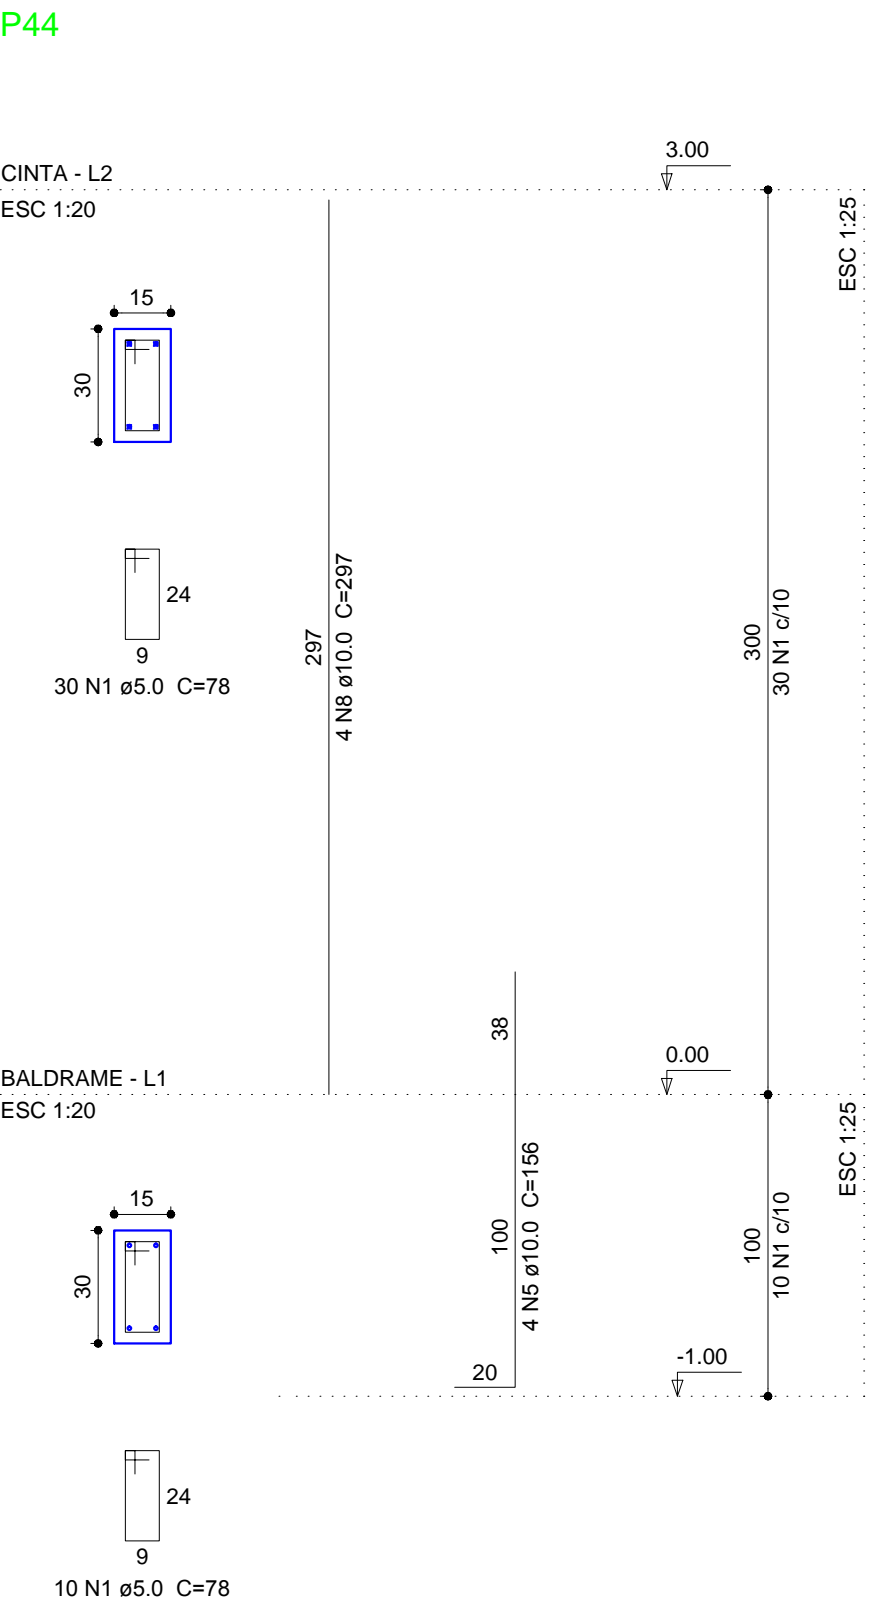 P44
3.00
CINTA - L2
ESC 1:20
ESC 1:25
15
30
24
9
30 N1 ø5.0 C=78
297
4 N8 ø10.0 C=297
300
30 N1 c/10
38
0.00
BALDRAME - L1
ESC 1:20
ESC 1:25
15
30
100
4 N5 ø10.0 C=156
100
10 N1 c/10
20
-1.00
24
9
10 N1 ø5.0 C=78